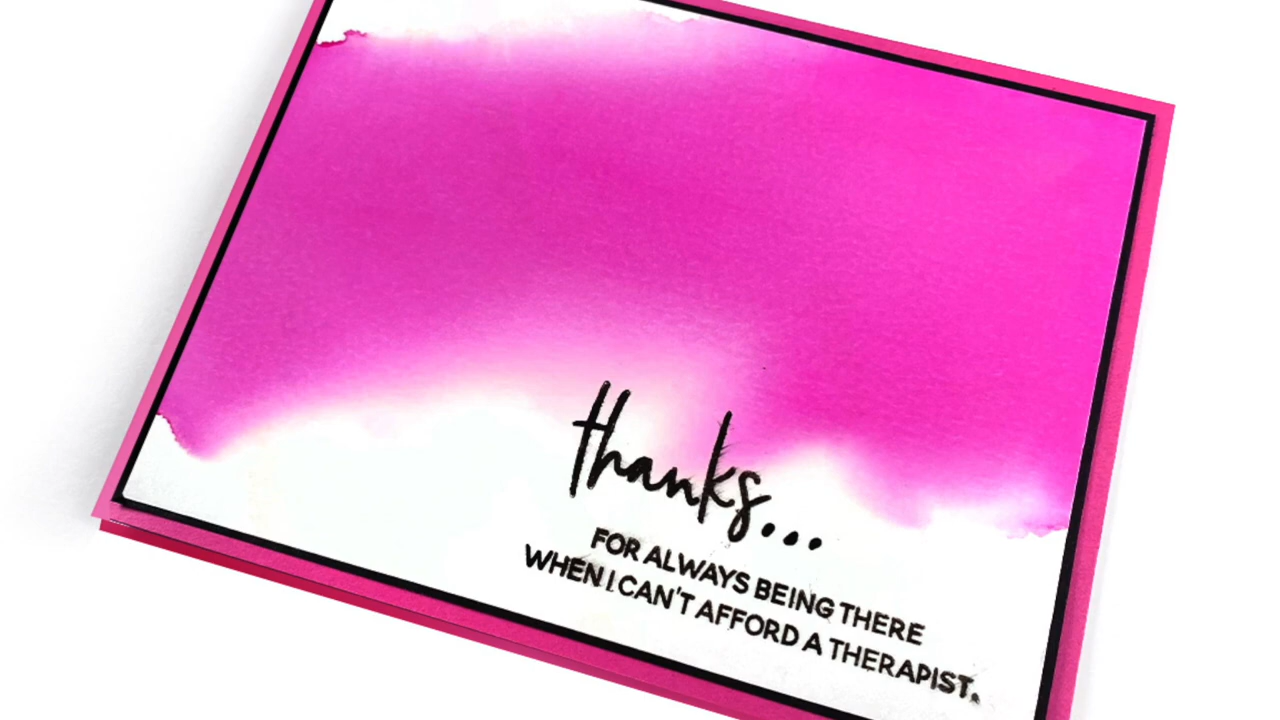 thanks...
FOR ALWAYS BEING THERE
WHEN I CAN'T AFFORD A THERAPIST.